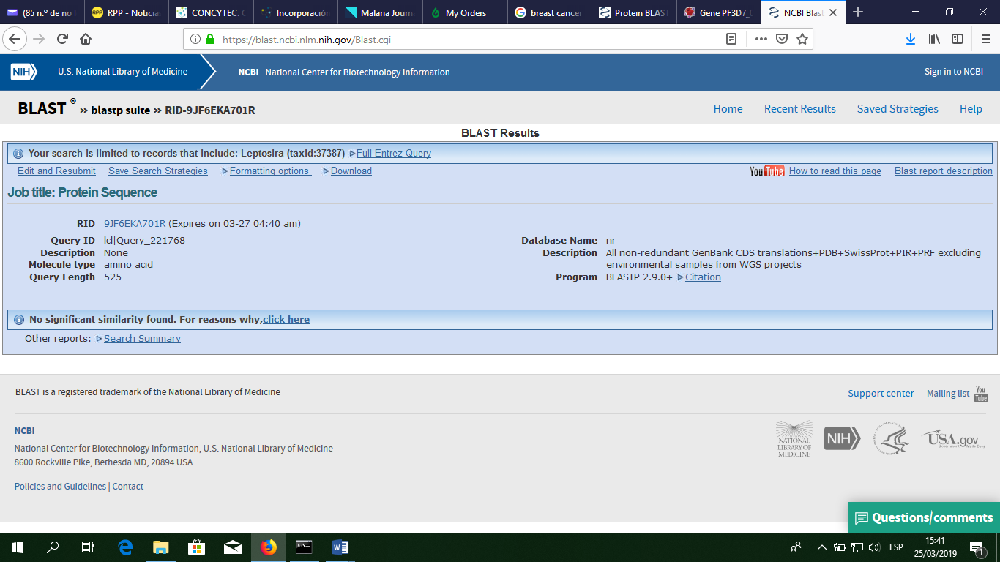 (85 n.º de no
RPP - Noticias
CONCYTEC. C
Incorporación
Malaria Journa
My Orders
breast cancer
Protein BLAST
Gene PF3D7_0
NCBI Blast
https://blast.ncbi.nlm.nih.gov/Blast.cgi
NIH U.S. National Library of Medicine NCBI National Center for Biotechnology Information Sign in to NCBI
BLAST ® » blastp suite » RID-9JF6EKA701R Home Recent Results Saved Strategies Help
BLAST Results
Your search is limited to records that include: Leptosira (taxid:37387) Full Entrez Query
Edit and Resubmit Save Search Strategies Formatting options Download YouTube How to read this page Blast report description
Job title: Protein Sequence
RID 9JF6EKA701R (Expires on 03-27 04:40 am)
Query ID lcl|Query_221768
Description None
Molecule type amino acid
Query Length 525
Database Name nr
Description All non-redundant GenBank CDS translations+PDB+SwissProt+PIR+PRF excluding
environmental samples from WGS projects
Program BLASTP 2.9.0+ Citation
No significant similarity found. For reasons why,click here
Other reports: Search Summary
BLAST is a registered trademark of the National Library of Medicine
Support center Mailing list You Tube
NCBI
National Center for Biotechnology Information, U.S. National Library of Medicine
8600 Rockville Pike, Bethesda MD, 20894 USA
Policies and Guidelines | Contact
NATIONAL
LIBRARY OF
MEDICINE
NIH
USA.gov
Questions/comments
ESP
15:41
25/03/2019
1